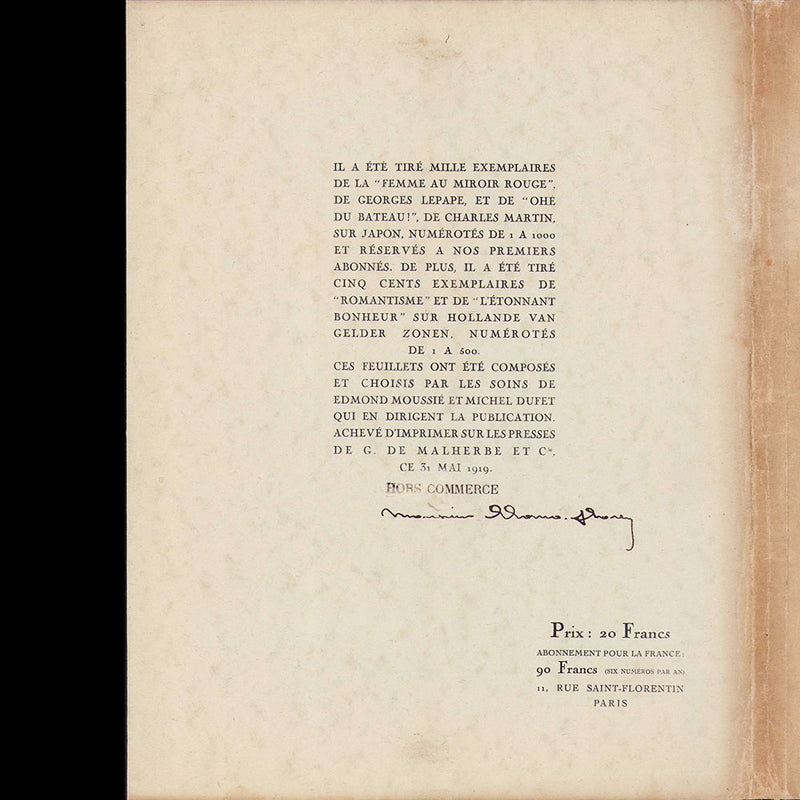 IL A ÉTÉ TIRÉ MILLE EXEMPLAIRES
DE LA "FEMME AU MIROIR ROUGE",
DE GEORGES LEPAPE, ET DE "OHÉ
DU BATEAU!", DE CHARLES MARTIN,
SUR JAPON, NUMÉROTÉS DE 1 A 1000
ET RÉSERVÉS A NOS PREMIERS
ABONNÉS. DE PLUS, IL A ÉTÉ TIRÉ
CINQ CENTS EXEMPLAIRES DE
"ROMANTISME" ET DE "L'ÉTONNANT
BONHEUR" SUR HOLLANDE VAN
GELDER ZONEN, NUMÉROTÉS
DE 1 A 500.
CES FEUILLETS ONT ÉTÉ COMPOSÉS
ET CHOISIS PAR LES SOINS DE
EDMOND MOUSSIÉ ET MICHEL DUFET
QUI EN DIRIGENT LA PUBLICATION.
ACHEVÉ D'IMPRIMER SUR LES PRESSES
DE G. DE MALHERBE ET Cie,
CE 31 MAI 1919.
HORS COMMERCE
Prix : 20 Francs
ABONNEMENT POUR LA FRANCE :
90 Francs (SIX NUMÉROS PAR AN)
11, RUE SAINT-FLORENTIN
PARIS